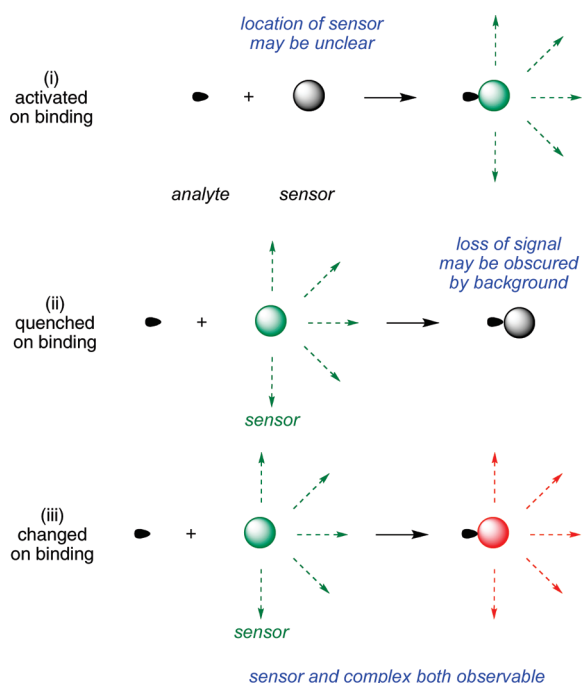 location of sensor
may be unclear
(i)
activated
on binding
+
analyte
sensor
loss of signal
may be obscured
by background
(ii)
quenched
on binding
+
sensor
(iii)
changed
on binding
+
sensor
sensor and complex both observable